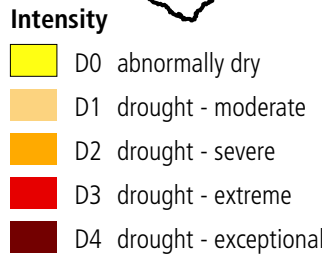 Intensity
D0 abnormally dry
D1 drought - moderate
D2 drought - severe
D3 drought - extreme
D4 drought - exceptional